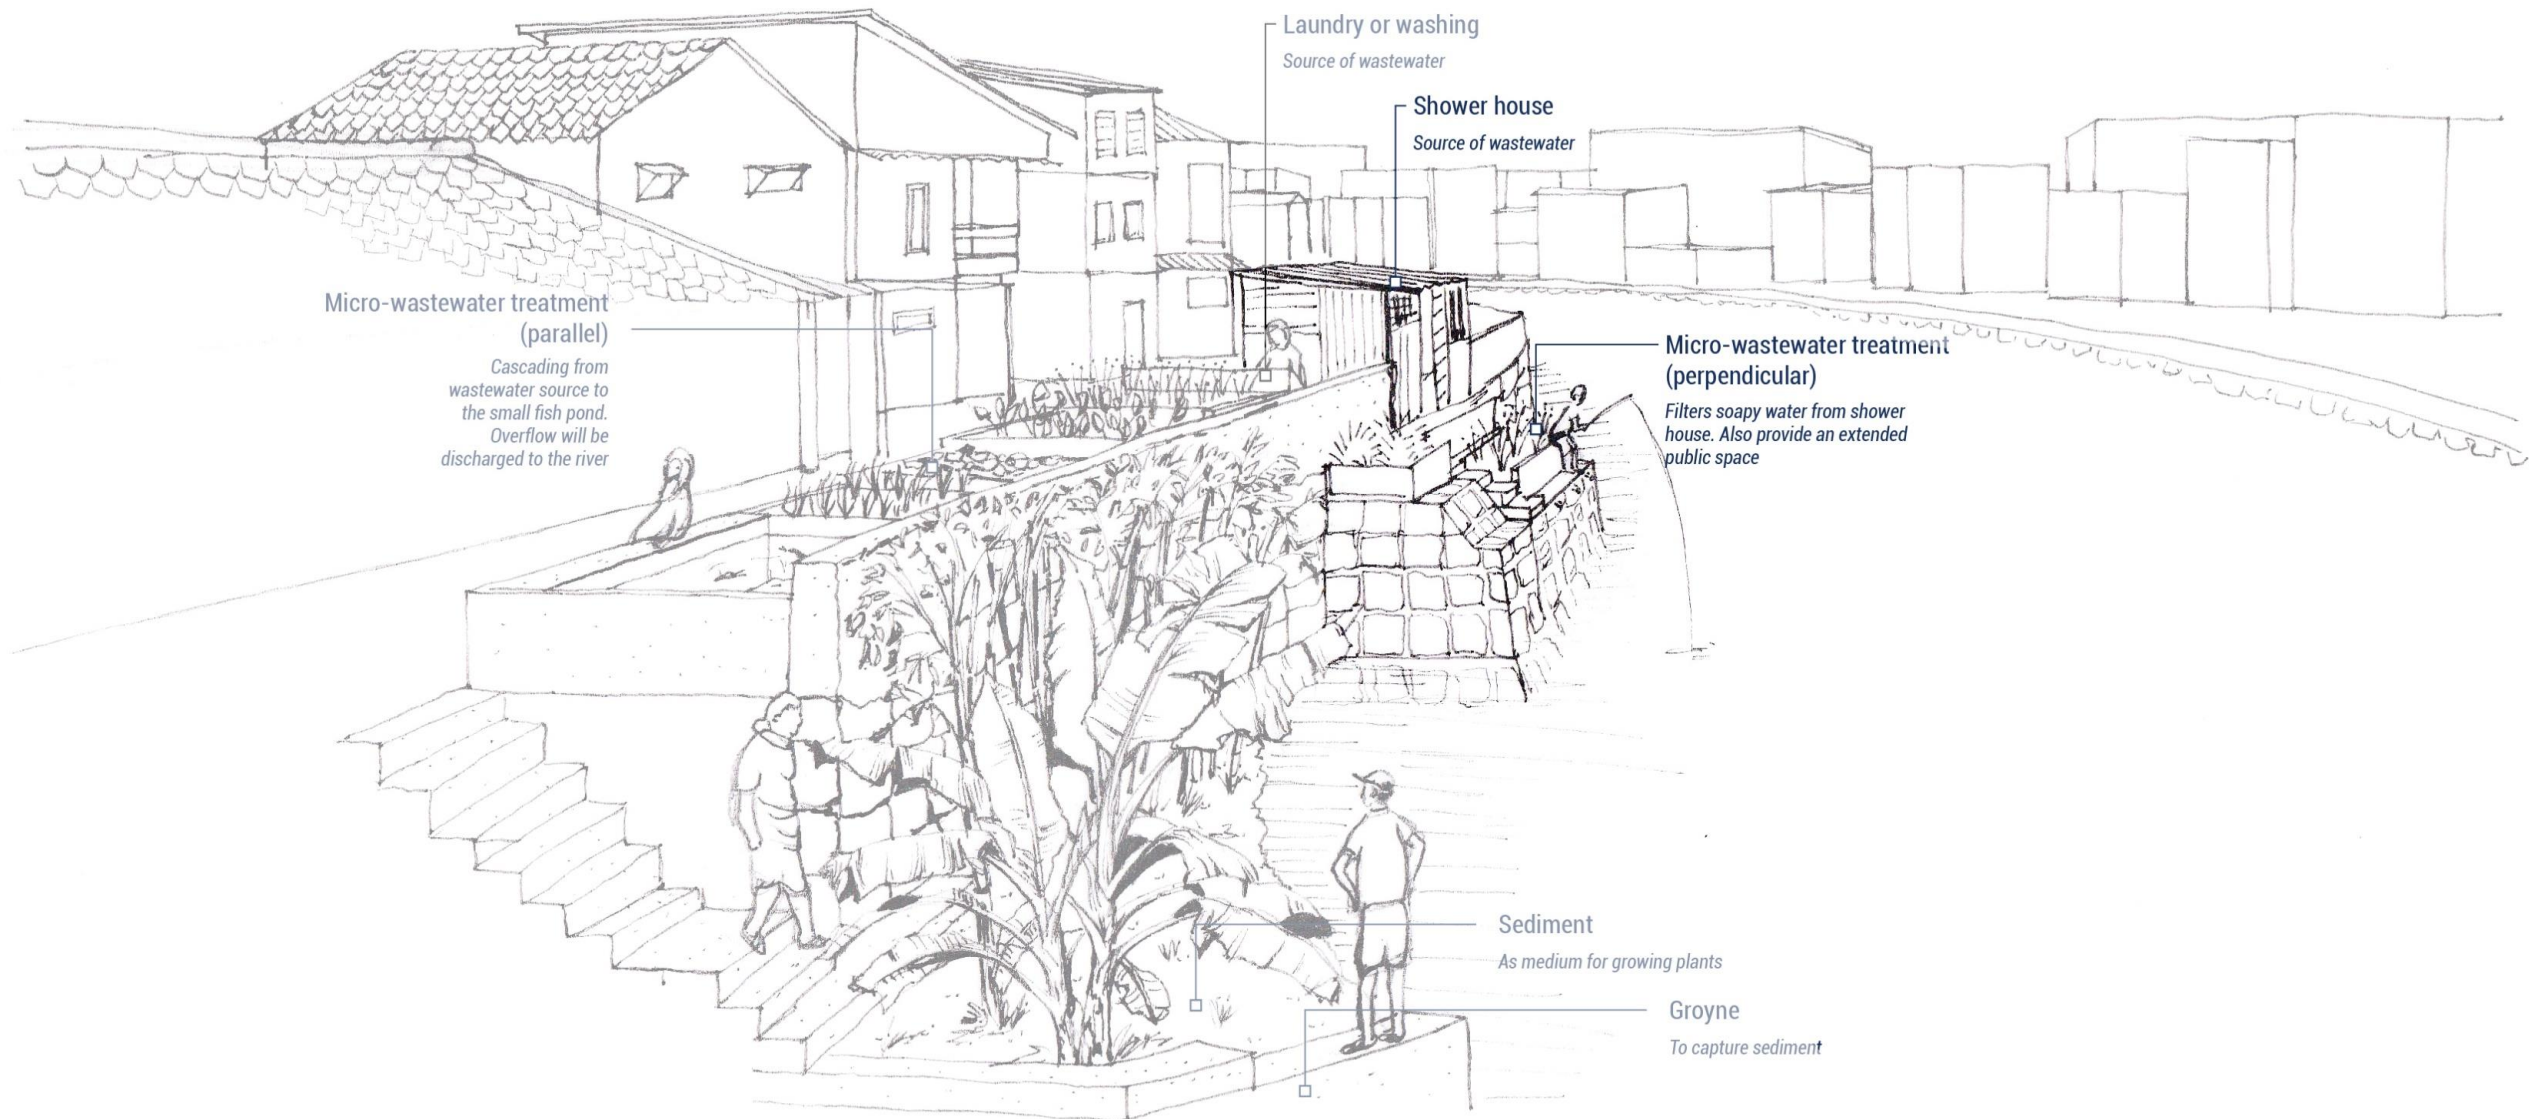 Laundry or washing
Source of wastewater
Shower house
Source of wastewater
Micro-wastewater treatment
(parallel)
Cascading from
wastewater source to
the small fish pond.
Overflow will be
discharged to the river
Micro-wastewater treatment
(perpendicular)
Filters soapy water from shower
house. Also provide an extended
public space
Sediment
As medium for growing plants
Groyne
To capture sediment